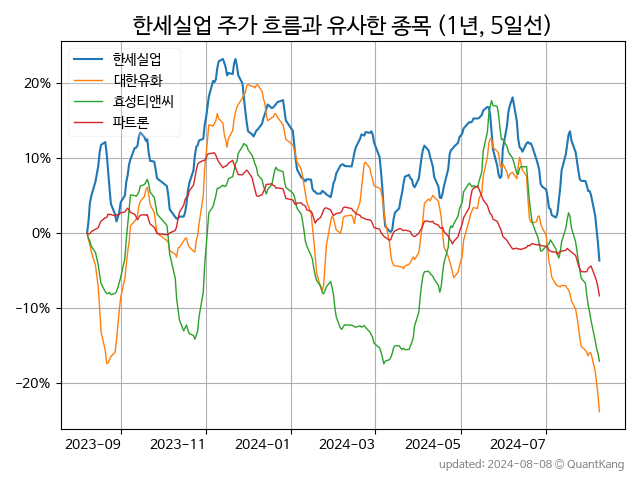 한세실업 주가 흐름과 유사한 종목 (1년, 5일선)
한세실업
대한유화
효성티앤씨
파트론
20%
10%
0%
−10%
−20%
2023-09 2023-11 2024-01 2024-03 2024-05 2024-07
updated: 2024-08-08 © QuantKang